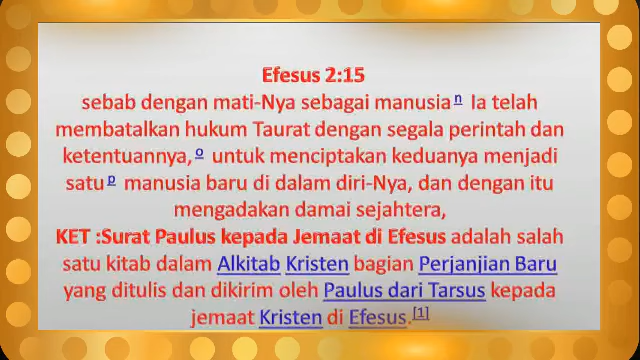 Efesus 2:15
sebab dengan mati-Nya sebagai manusia n Ia telah
membatalkan hukum Taurat dengan segala perintah dan
ketentuannya, o untuk menciptakan keduanya menjadi
satu p manusia baru di dalam diri-Nya, dan dengan itu
mengadakan damai sejahtera,
KET :Surat Paulus kepada Jemaat di Efesus adalah salah
satu kitab dalam Alkitab Kristen bagian Perjanjian Baru
yang ditulis dan dikirim oleh Paulus dari Tarsus kepada
jemaat Kristen di Efesus.[1]